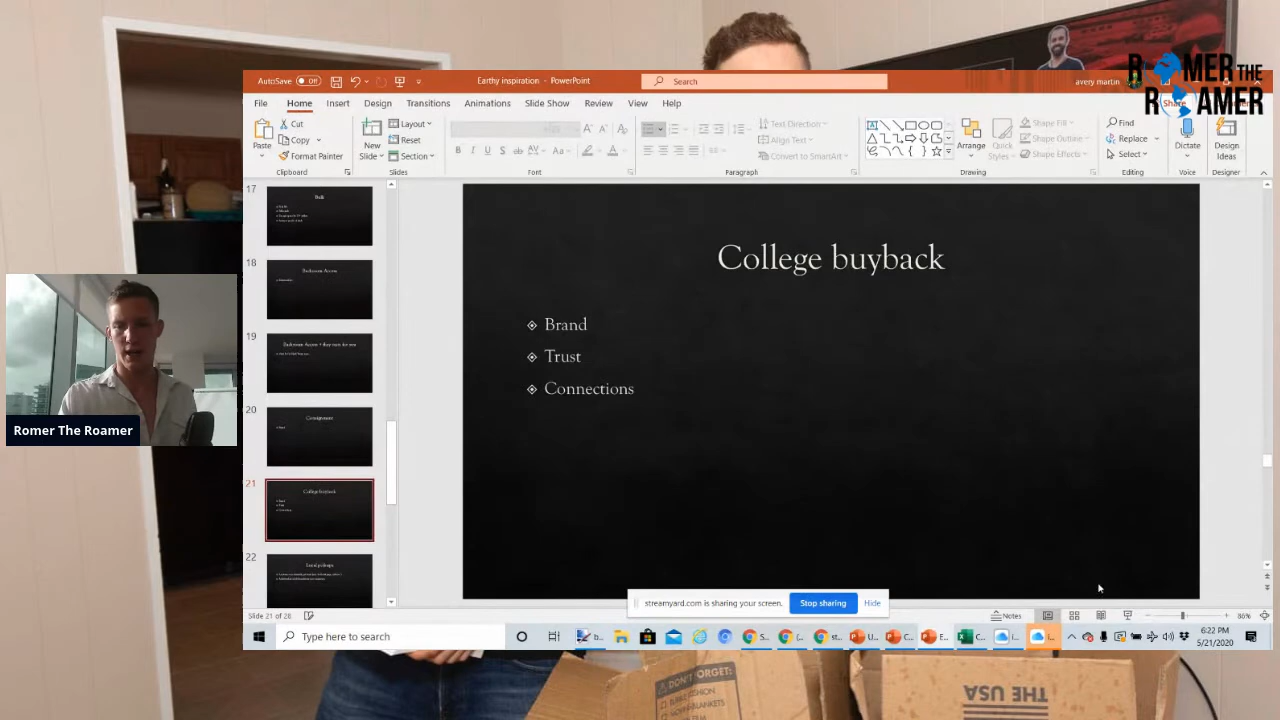 ROMER THE
ROAMER
AutoSave Off
Earthy inspiration - PowerPoint
Search
avery martin
File Home Insert Design Transitions Animations Slide Show Review View Help
Share
Paste
Cut
Copy
Format Painter
Clipboard
New
Slide
Layout
Reset
Section
Slides
Font
Text Direction
Align Text
Convert to SmartArt
Paragraph
Arrange
Quick
Styles
Shape Fill
Shape Outline
Shape Effects
Drawing
Find
Replace
Select
Editing
Dictate
Voice
Design
Ideas
Designer
17
18
19
20
Consignment
21
College buyback
22
College buyback
Brand
Trust
Connections
Romer The Roamer
streamyard.com is sharing your screen.
Stop sharing
Hide
Slide 21 of 28
Notes
86%
Type here to search
6:22 PM
5/21/2020
DON'T FORGET:
THE USA